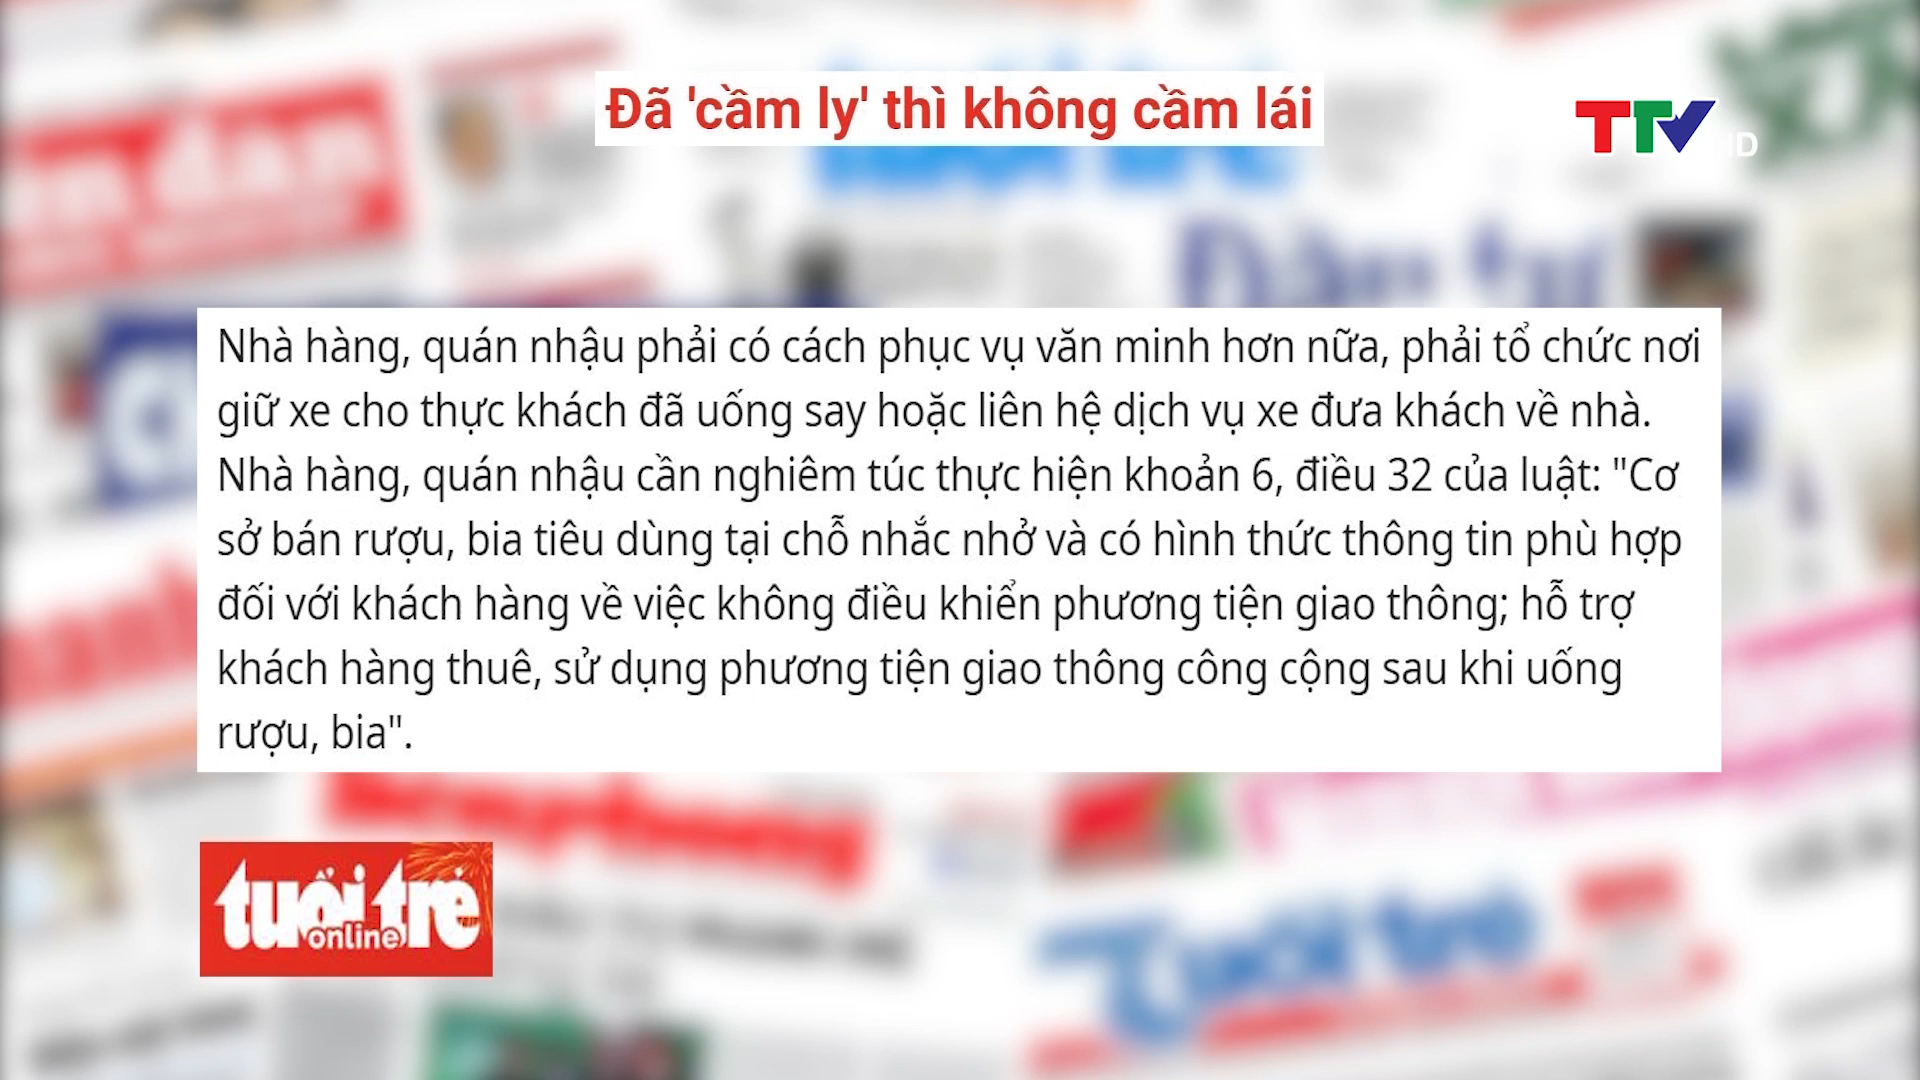 Đã 'cầm ly' thì không cầm lái
TTV HD
Nhà hàng, quán nhậu phải có cách phục vụ văn minh hơn nữa, phải tổ chức nơi
giữ xe cho thực khách đã uống say hoặc liên hệ dịch vụ xe đưa khách về nhà.
Nhà hàng, quán nhậu cần nghiêm túc thực hiện khoản 6, điều 32 của luật: "Cơ
sở bán rượu, bia tiêu dùng tại chỗ nhắc nhở và có hình thức thông tin phù hợp
đối với khách hàng về việc không điều khiển phương tiện giao thông; hỗ trợ
khách hàng thuê, sử dụng phương tiện giao thông công cộng sau khi uống
rượu, bia".
tuổi trẻ
online
Tuổi trẻ